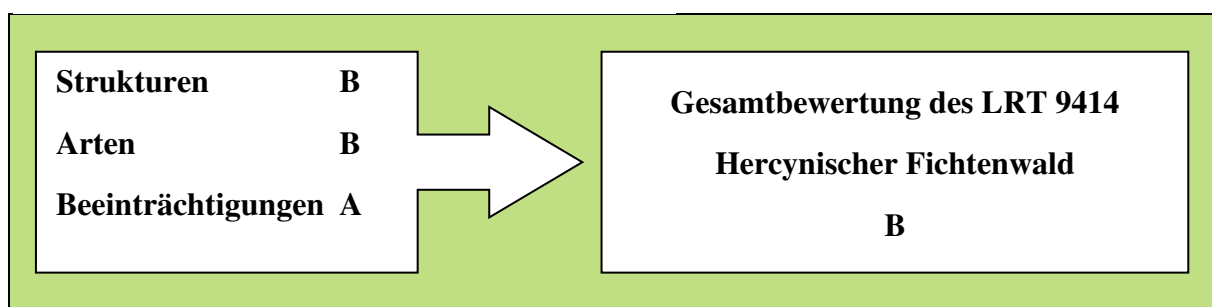 Strukturen B
Arten B
Beeinträchtigungen A
Gesamtbewertung des LRT 9414
Hercynischer Fichtenwald
B